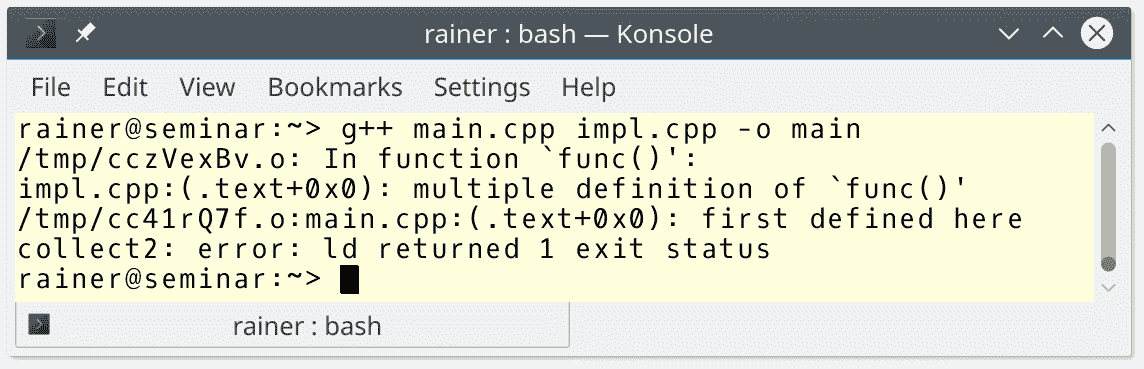 rainer : bash — Konsole
File Edit View Bookmarks Settings Help
rainer@seminar:~> g++ main.cpp impl.cpp -o main
/tmp/cczVexBv.o: In function `func()':
impl.cpp:(.text+0x0): multiple definition of `func()'
/tmp/cc41rQ7f.o:main.cpp:(.text+0x0): first defined here
collect2: error: ld returned 1 exit status
rainer@seminar:~>
rainer : bash